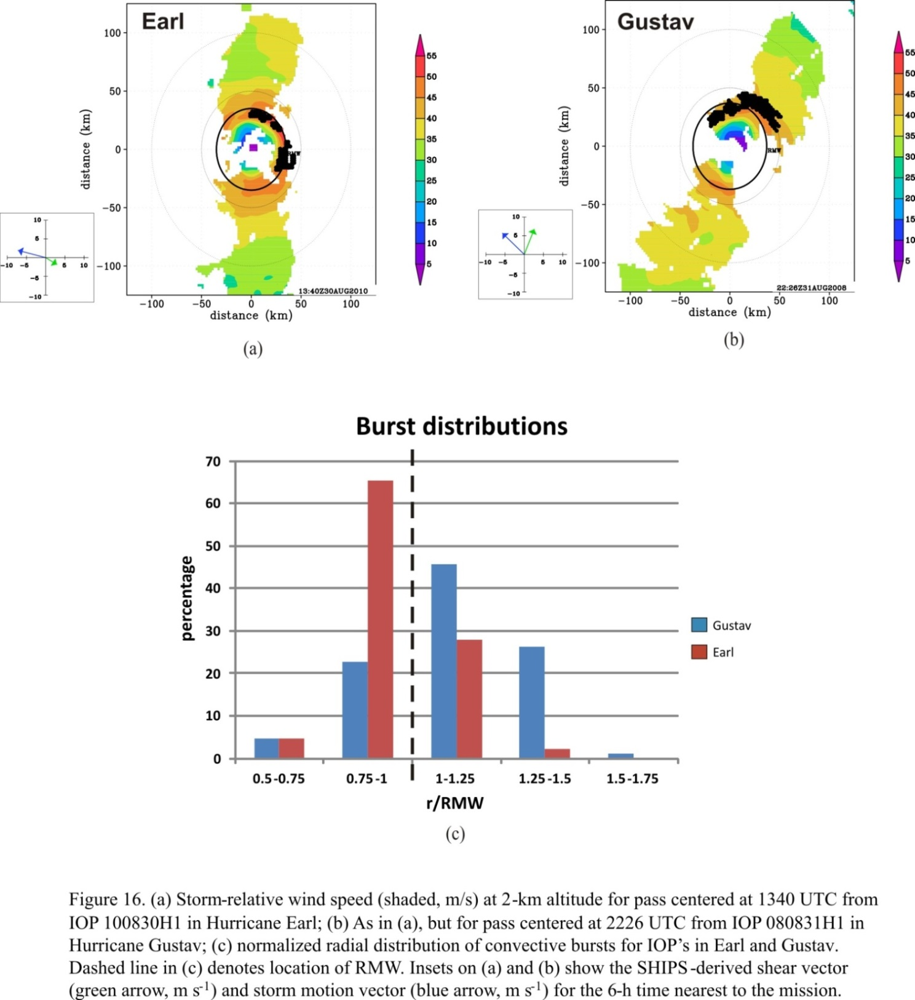 Earl
100
50
0
−50
−100
distance (km)
−100 −50 0 50 100
distance (km)
RMW
13:40Z30AUG2010
55
50
45
40
35
30
25
20
15
10
5
10
5
−10 −5 5 10
−5
−10
(a)
Gustav
100
50
0
−50
−100
distance (km)
−100 −50 0 50 100
distance (km)
RMW
22:26Z31AUG2008
55
50
45
40
35
30
25
20
15
10
5
10
5
−10 −5 5 10
−5
−10
(b)
Burst distributions
70
60
50
40
30
20
10
0
percentage
0.5-0.75 0.75-1 1-1.25 1.25-1.5 1.5-1.75
r/RMW
Gustav
Earl
(c)
Figure 16. (a) Storm-relative wind speed (shaded, m/s) at 2-km altitude for pass centered at 1340 UTC from
IOP 100830H1 in Hurricane Earl; (b) As in (a), but for pass centered at 2226 UTC from IOP 080831H1 in
Hurricane Gustav; (c) normalized radial distribution of convective bursts for IOP’s in Earl and Gustav.
Dashed line in (c) denotes location of RMW. Insets on (a) and (b) show the SHIPS-derived shear vector
(green arrow, m s-1) and storm motion vector (blue arrow, m s-1) for the 6-h time nearest to the mission.